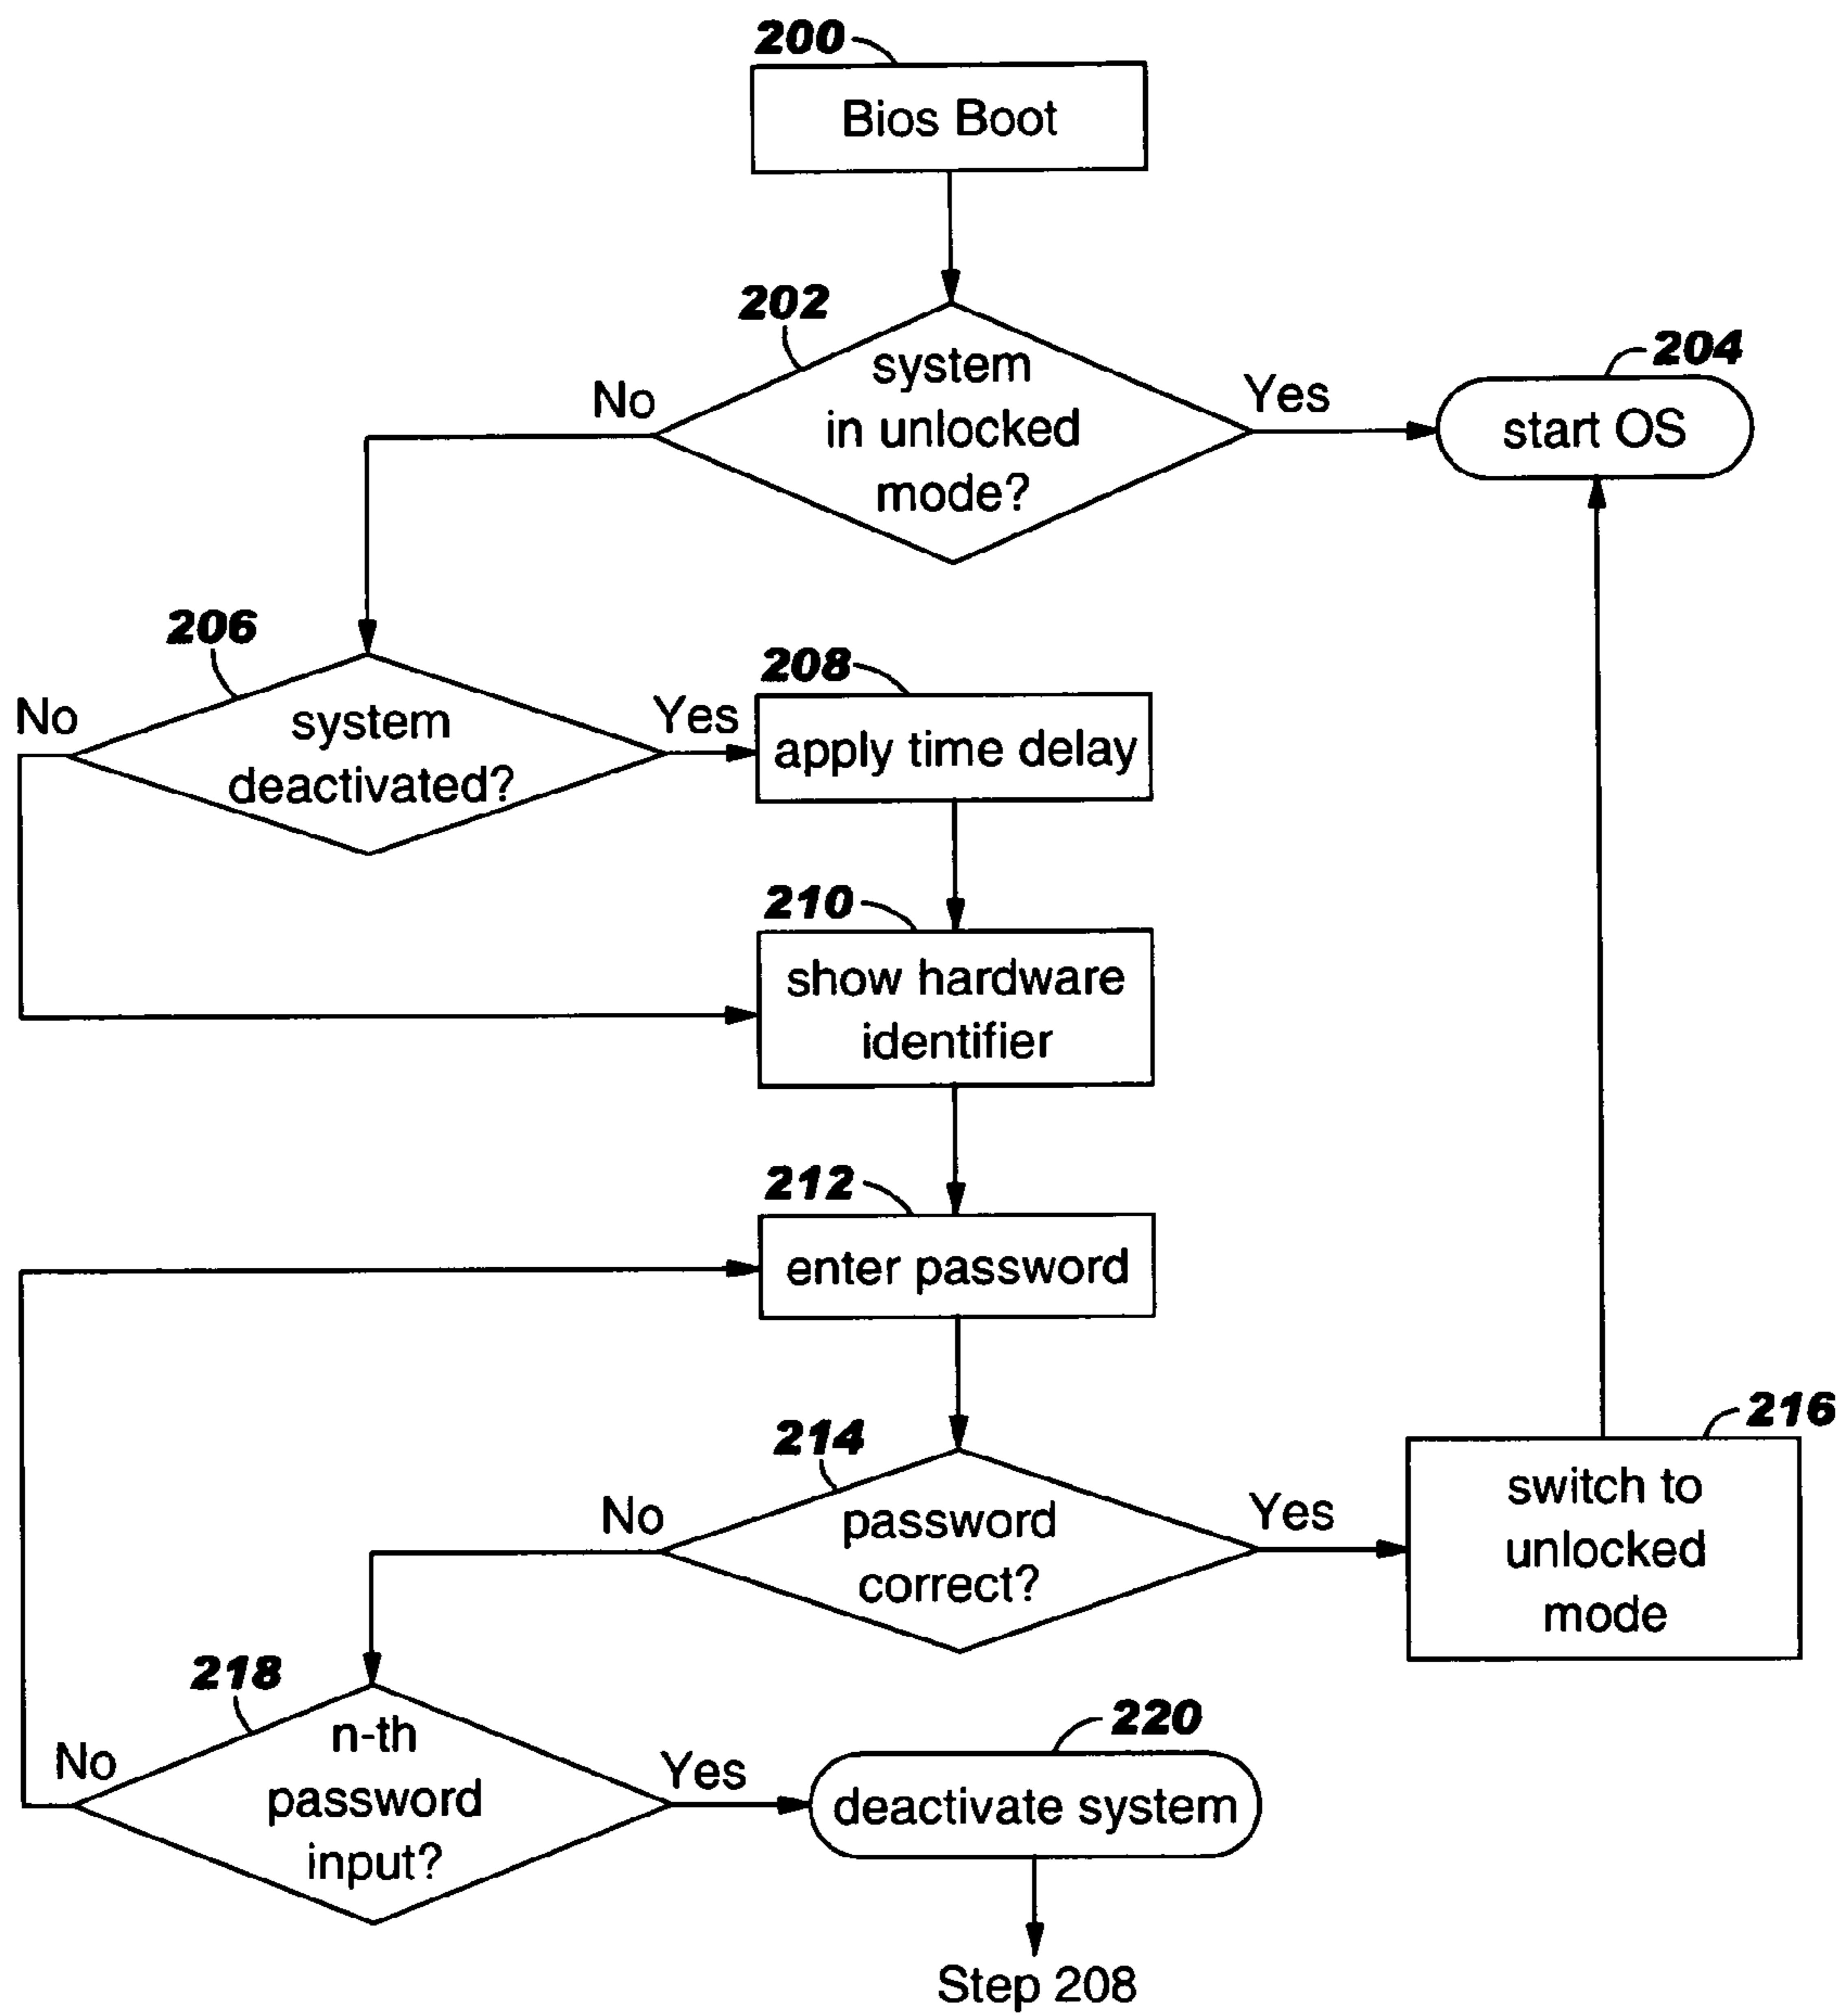 200
Bios Boot
202
system
in unlocked
mode?
No
Yes
204
start OS
206
system
deactivated?
No
Yes
208
apply time delay
210
show hardware
identifier
212
enter password
214
password
correct?
No
Yes
216
switch to
unlocked
mode
218
n-th
password
input?
No
Yes
220
deactivate system
Step 208